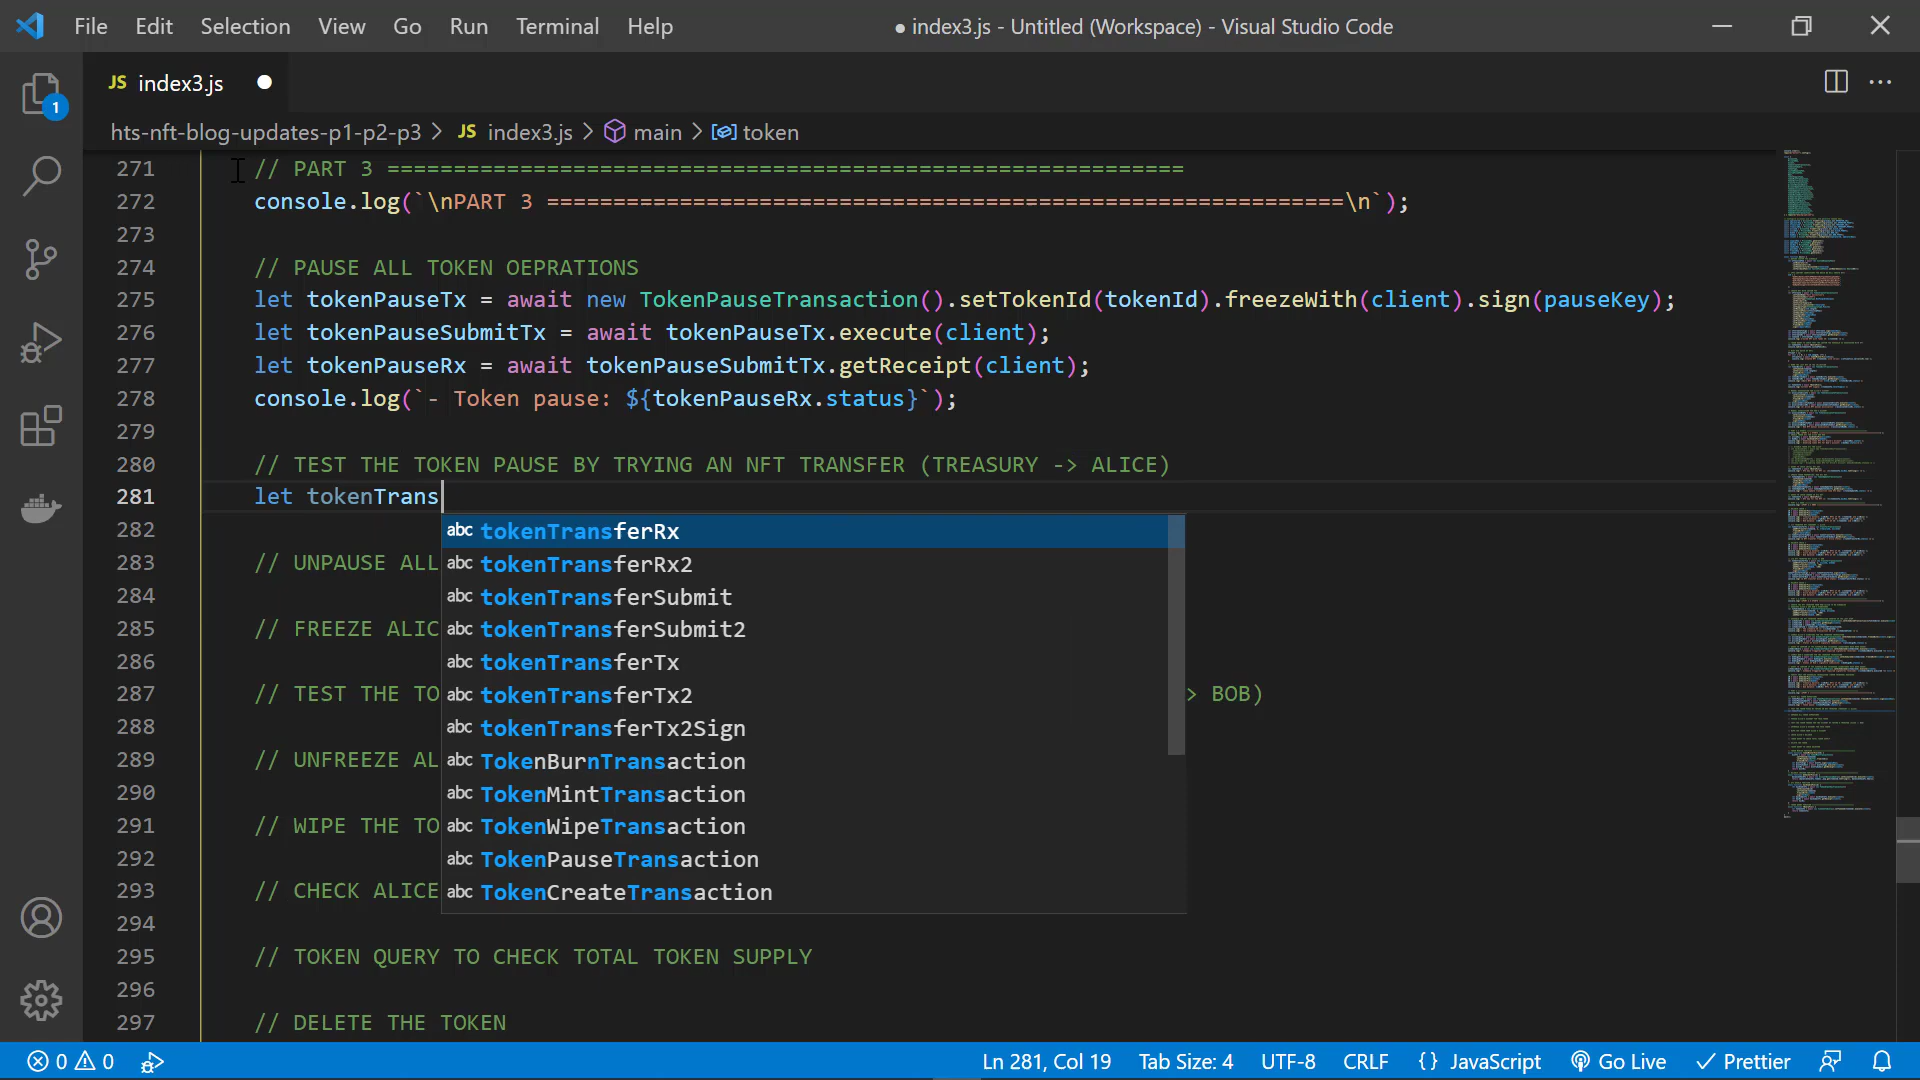 File Edit Selection View Go Run Terminal Help ● index3.js - Untitled (Workspace) - Visual Studio Code
JS index3.js ●
hts-nft-blog-updates-p1-p2-p3 > JS index3.js > main > token
1
271 // PART 3 ============================================================
272 console.log(`\nPART 3 ============================================================\n`);
273
274 // PAUSE ALL TOKEN OEPRATIONS
275 let tokenPauseTx = await new TokenPauseTransaction().setTokenId(tokenId).freezeWith(client).sign(pauseKey);
276 let tokenPauseSubmitTx = await tokenPauseTx.execute(client);
277 let tokenPauseRx = await tokenPauseSubmitTx.getReceipt(client);
278 console.log(`- Token pause: ${tokenPauseRx.status}`);
279
280 // TEST THE TOKEN PAUSE BY TRYING AN NFT TRANSFER (TREASURY -> ALICE)
281 let tokenTrans
282 abc tokenTransferRx
283 // UNPAUSE ALL abc tokenTransferRx2
284 abc tokenTransferSubmit
285 // FREEZE ALIC abc tokenTransferSubmit2
286 abc tokenTransferTx
287 // TEST THE TO abc tokenTransferTx2 > BOB)
288 abc tokenTransferTx2Sign
289 // UNFREEZE AL abc TokenBurnTransaction
290 abc TokenMintTransaction
291 // WIPE THE TO abc TokenWipeTransaction
292 abc TokenPauseTransaction
293 // CHECK ALICE abc TokenCreateTransaction
294
295 // TOKEN QUERY TO CHECK TOTAL TOKEN SUPPLY
296
297 // DELETE THE TOKEN
0 0 Ln 281, Col 19 Tab Size: 4 UTF-8 CRLF {} JavaScript Go Live Prettier